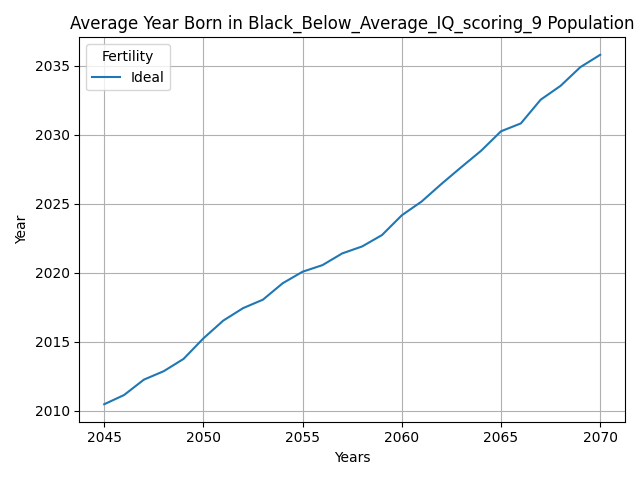 Average Year Born in Black_Below_Average_IQ_scoring_9 Population
Fertility
Ideal
2035
2030
2025
2020
2015
2010
Year
2045 2050 2055 2060 2065 2070
Years